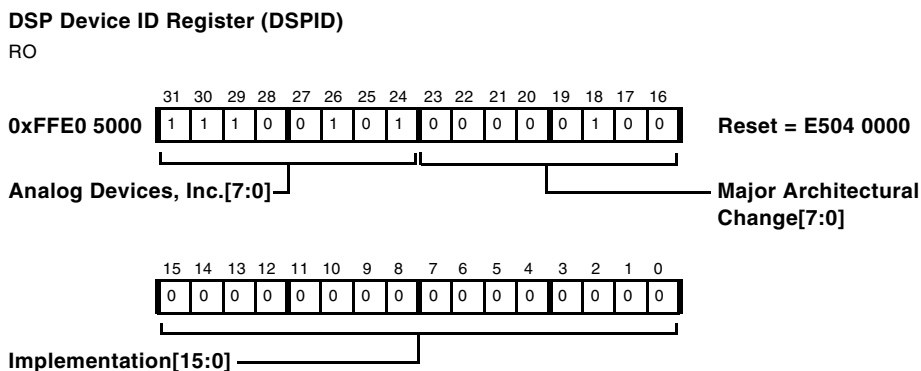 DSP Device ID Register (DSPID)
RO
31 30 29 28 27 26 25 24 23 22 21 20 19 18 17 16
0xFFE0 5000 1 1 1 0 0 1 0 1 0 0 0 0 0 1 0 0 Reset = E504 0000
Analog Devices, Inc.[7:0] Major Architectural
Change[7:0]
15 14 13 12 11 10 9 8 7 6 5 4 3 2 1 0
0 0 0 0 0 0 0 0 0 0 0 0 0 0 0 0
Implementation[15:0]